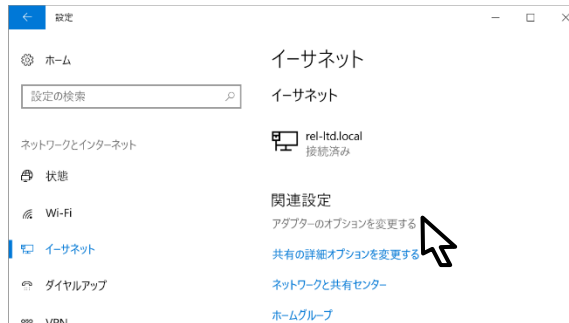 設定
ホーム
設定の検索
ネットワークとインターネット
状態
Wi-Fi
イーサネット
ダイヤルアップ
VPN
イーサネット
イーサネット
rel-ltd.local
接続済み
関連設定
アダプターのオプションを変更する
共有の詳細オプションを変更する
ネットワークと共有センター
ホームグループ